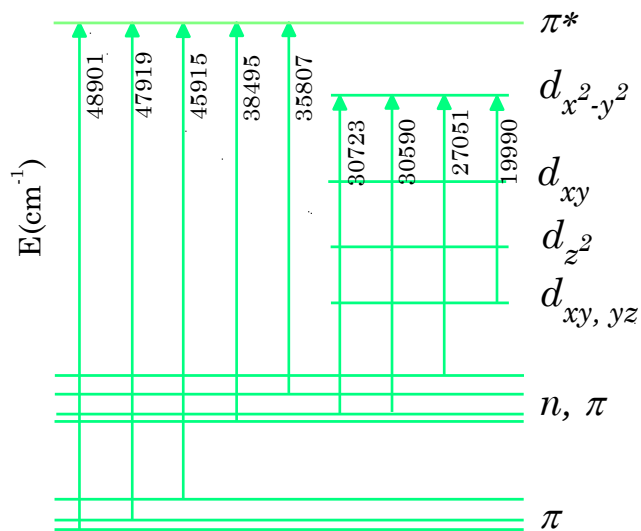 π*
48901
47919
45915
38495
35807
d_{x²-y²}
30723
30590
27051
19990
E(cm⁻¹)
d_{xy}
d_{z²}
d_{xy, yz}
n, π
π